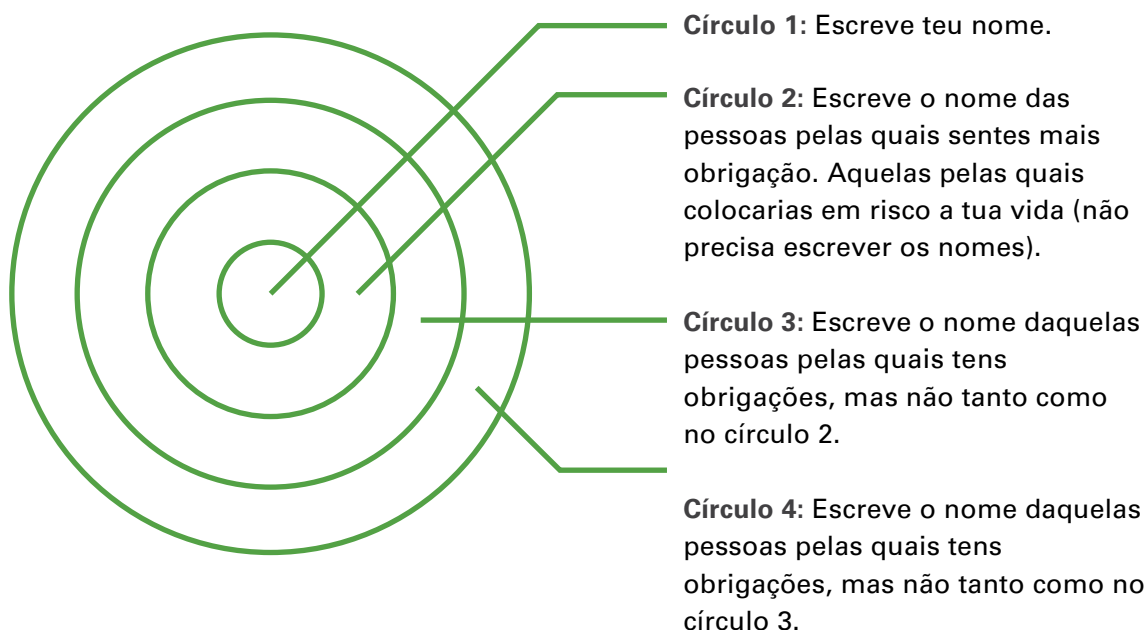 Círculo 1: Escreve teu nome.
Círculo 2: Escreve o nome das
pessoas pelas quais sentes mais
obrigação. Aquelas pelas quais
colocarias em risco a tua vida (não
precisa escrever os nomes).
Círculo 3: Escreve o nome daquelas
pessoas pelas quais tens
obrigações, mas não tanto como
no círculo 2.
Círculo 4: Escreve o nome daquelas
pessoas pelas quais tens
obrigações, mas não tanto como no
círculo 3.